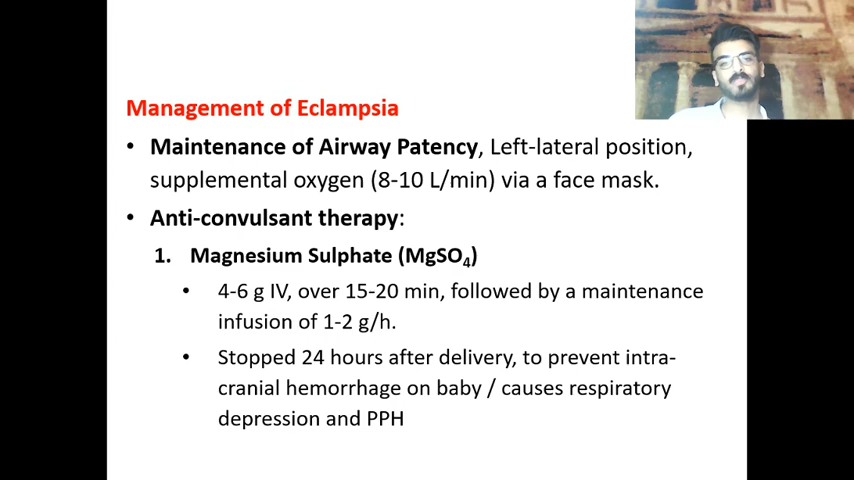 Management of Eclampsia
• Maintenance of Airway Patency, Left-lateral position,
supplemental oxygen (8-10 L/min) via a face mask.
• Anti-convulsant therapy:
1. Magnesium Sulphate (MgSO₄)
• 4-6 g IV, over 15-20 min, followed by a maintenance
infusion of 1-2 g/h.
• Stopped 24 hours after delivery, to prevent intra-
cranial hemorrhage on baby / causes respiratory
depression and PPH